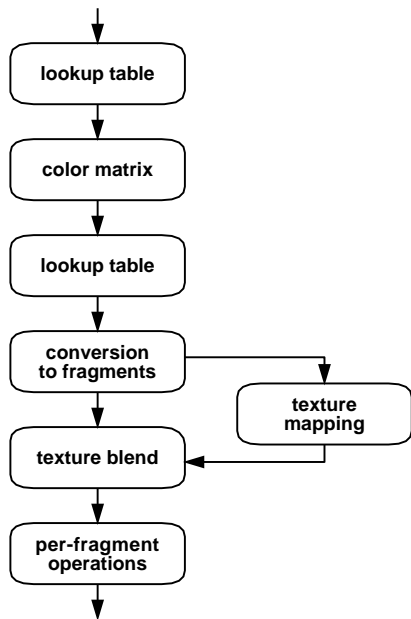 lookup table
color matrix
lookup table
conversion
to fragments
texture
mapping
texture blend
per-fragment
operations